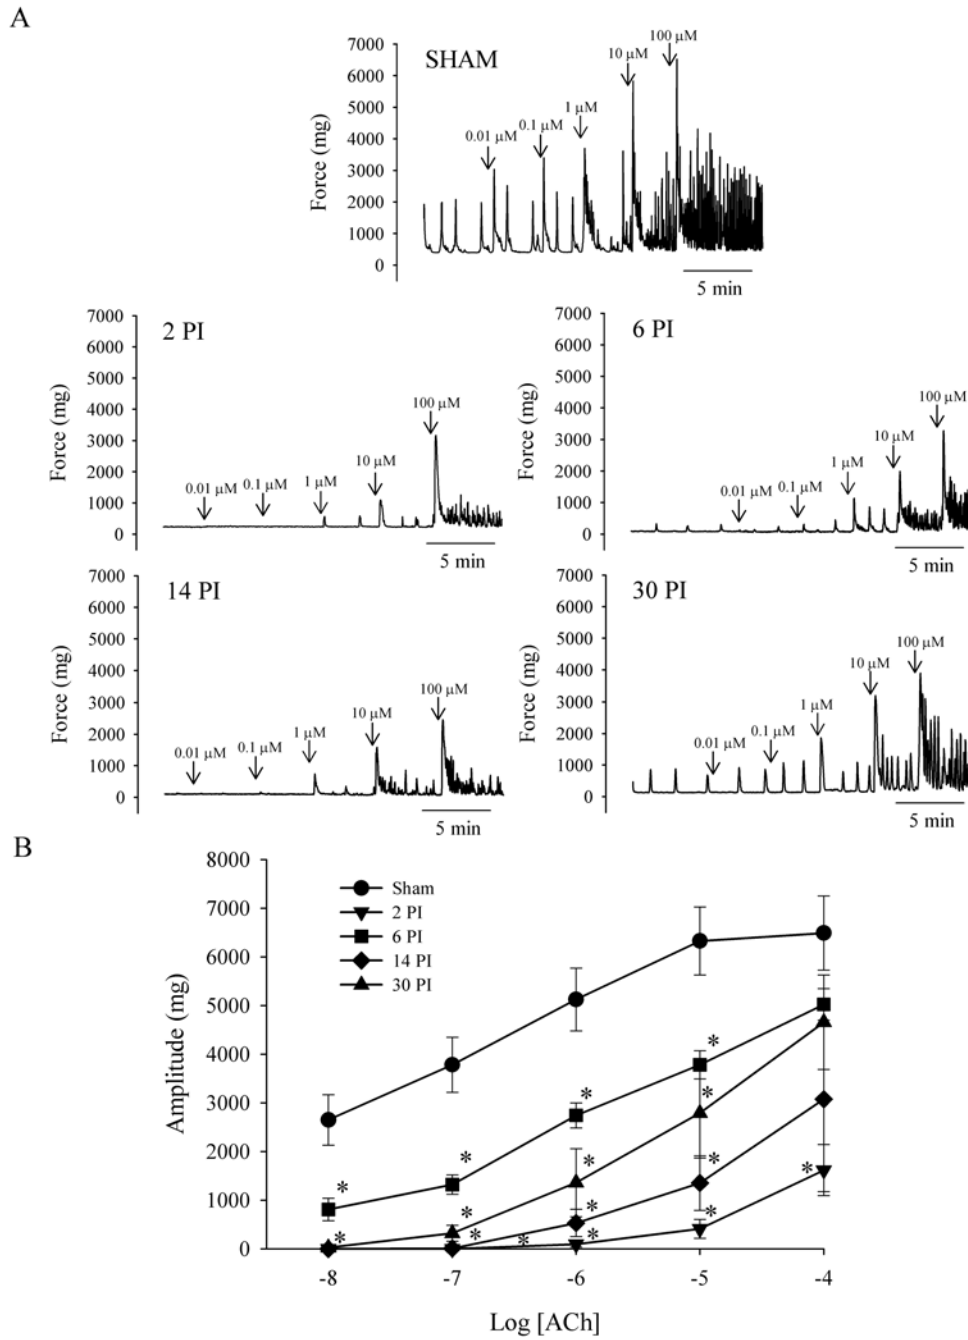 A
SHAM
7000
6000
5000
4000
3000
2000
1000
0
Force (mg)
0.01 µM
0.1 µM
1 µM
10 µM
100 µM
5 min
2 PI
7000
6000
5000
4000
3000
2000
1000
0
Force (mg)
0.01 µM
0.1 µM
1 µM
10 µM
100 µM
5 min
6 PI
7000
6000
5000
4000
3000
2000
1000
0
Force (mg)
0.01 µM
0.1 µM
1 µM
10 µM
100 µM
5 min
14 PI
7000
6000
5000
4000
3000
2000
1000
0
Force (mg)
0.01 µM
0.1 µM
1 µM
10 µM
100 µM
5 min
30 PI
7000
6000
5000
4000
3000
2000
1000
0
Force (mg)
0.01 µM
0.1 µM
1 µM
10 µM
100 µM
5 min
B
8000
7000
6000
5000
4000
3000
2000
1000
0
Amplitude (mg)
Sham
2 PI
6 PI
14 PI
30 PI
* * * *
* * * *
* * * *
* * * *
-8 -7 -6 -5 -4
Log [ACh]